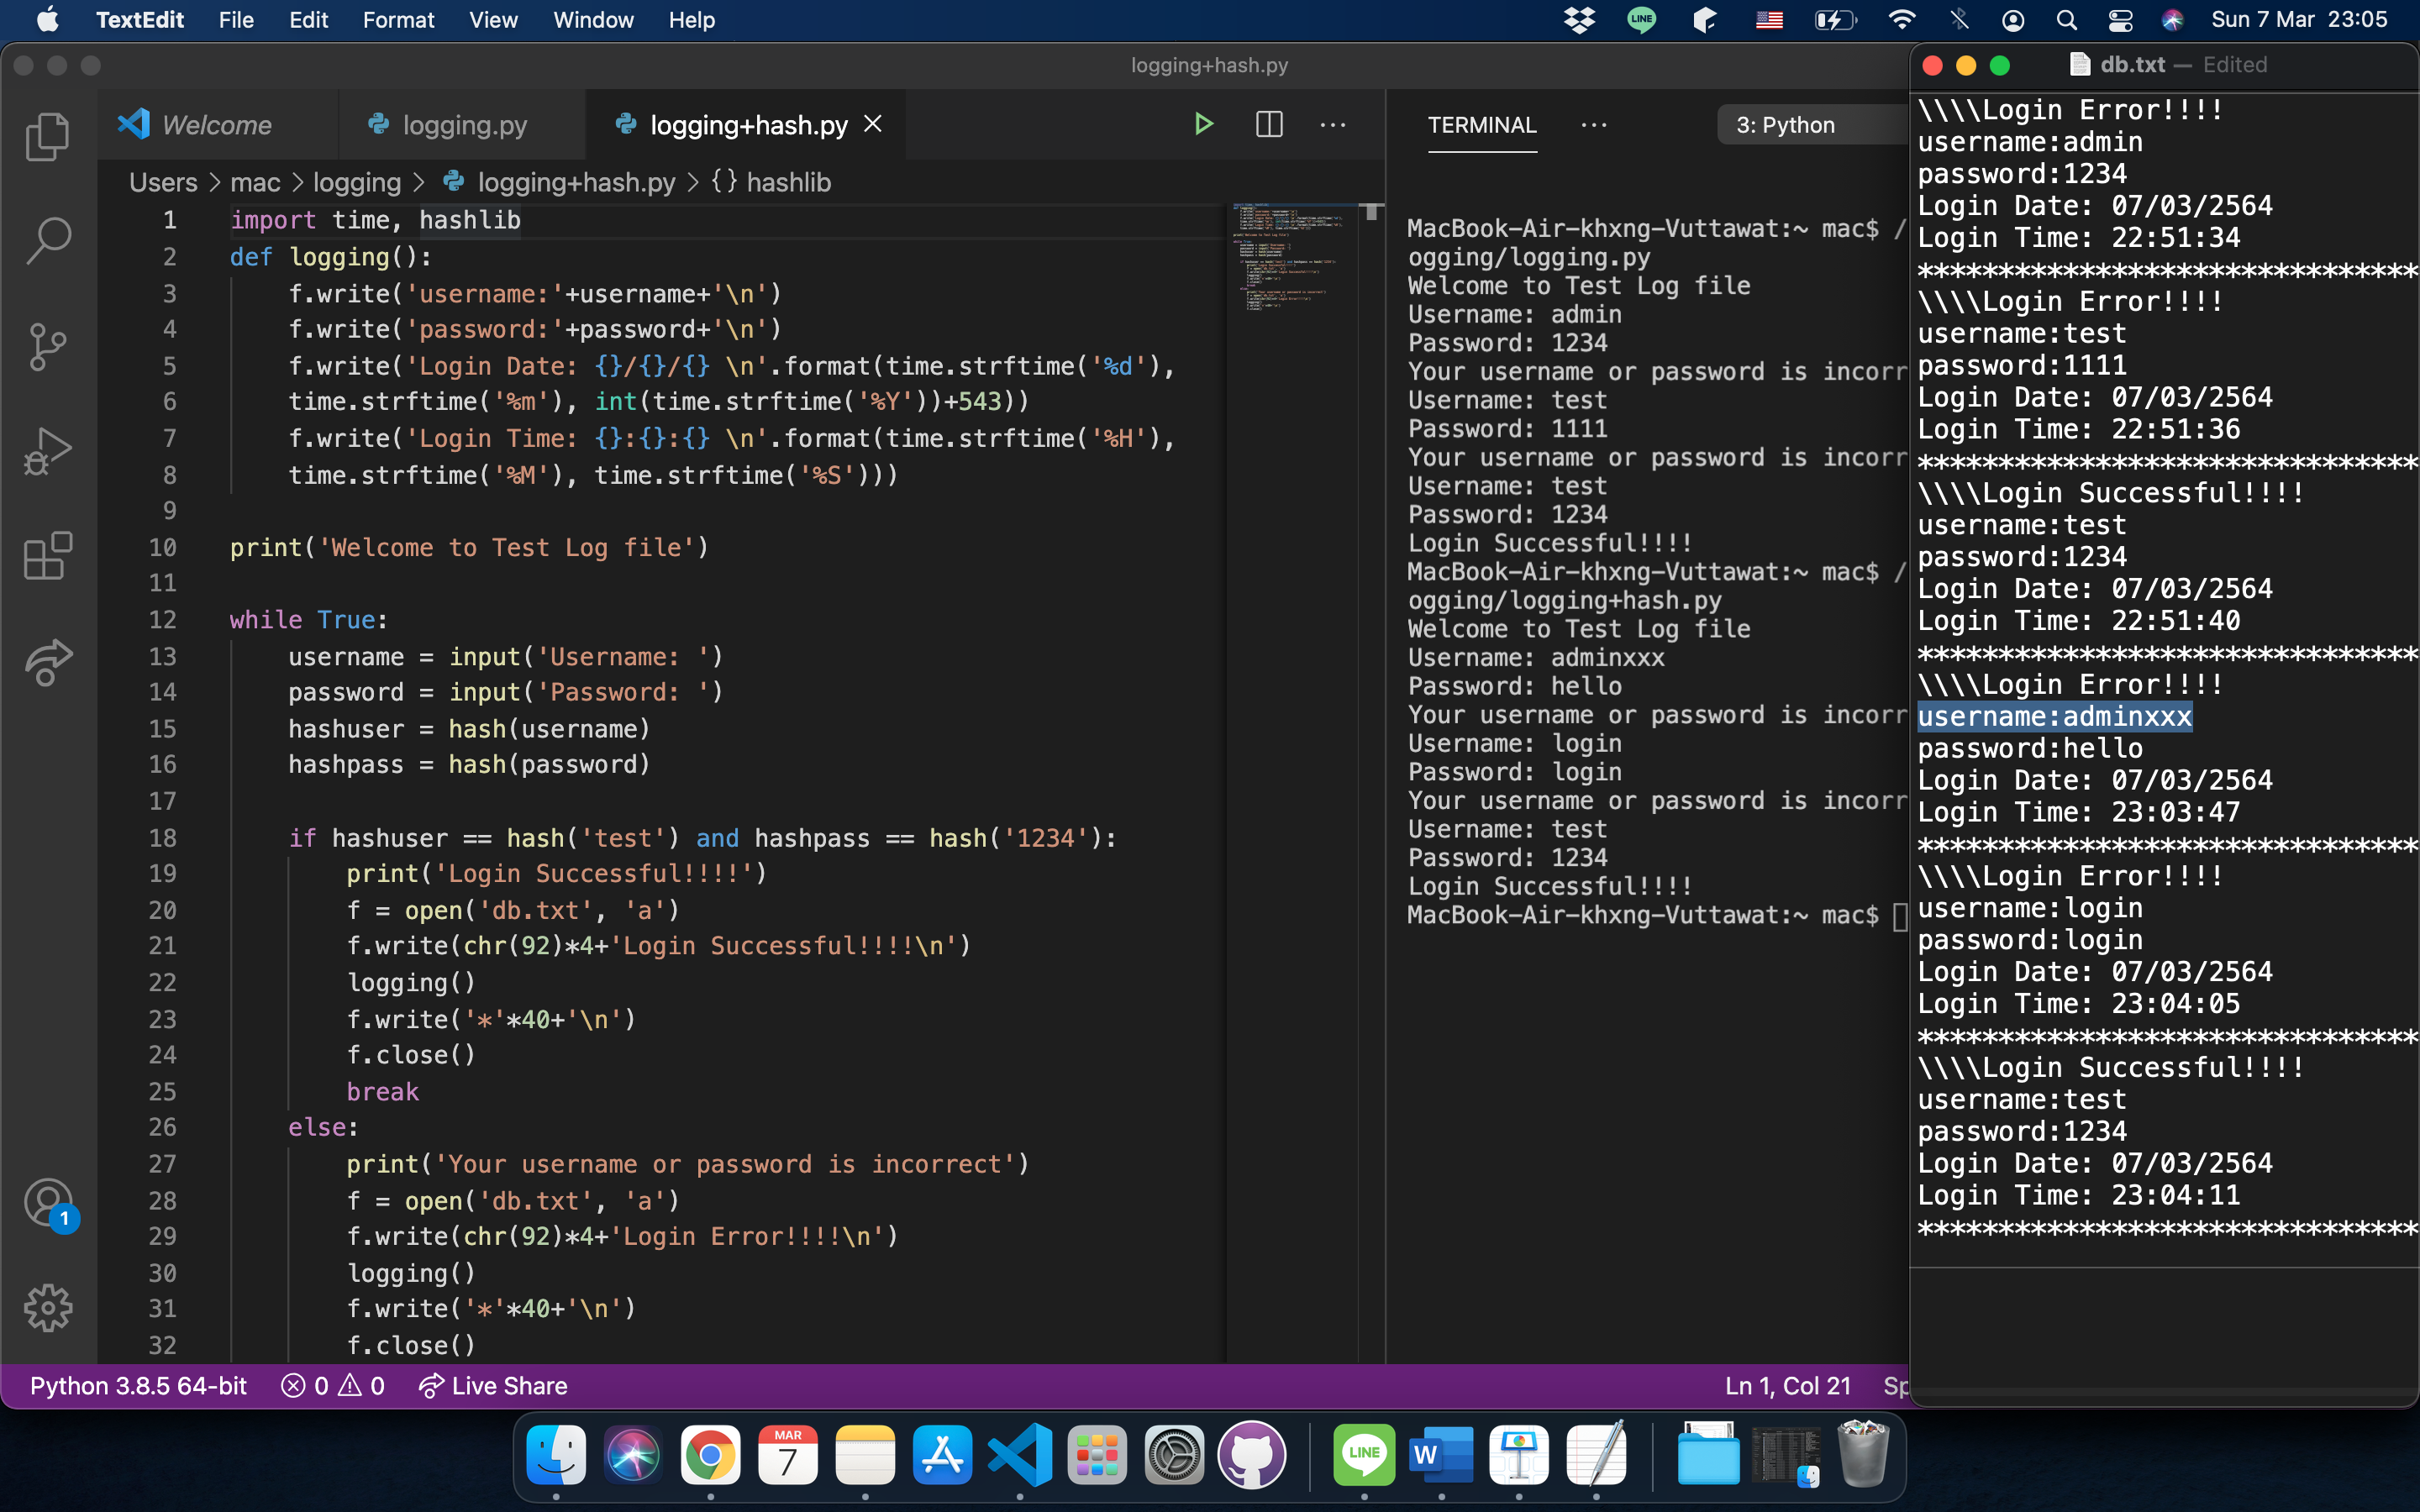 TextEdit File Edit Format View Window Help
LINE
Sun 7 Mar 23:05
logging+hash.py
Welcome
logging.py
logging+hash.py
Users > mac > logging > logging+hash.py > {} hashlib
1 import time, hashlib
2 def logging():
3 f.write('username:'+username+'\n')
4 f.write('password:'+password+'\n')
5 f.write('Login Date: {}/{}/{} \n'.format(time.strftime('%d'),
6 time.strftime('%m'), int(time.strftime('%Y'))+543))
7 f.write('Login Time: {}:{}:{} \n'.format(time.strftime('%H'),
8 time.strftime('%M'), time.strftime('%S')))
9
10 print('Welcome to Test Log file')
11
12 while True:
13 username = input('Username: ')
14 password = input('Password: ')
15 hashuser = hash(username)
16 hashpass = hash(password)
17
18 if hashuser == hash('test') and hashpass == hash('1234'):
19 print('Login Successful!!!!')
20 f = open('db.txt', 'a')
21 f.write(chr(92)*4+'Login Successful!!!!\n')
22 logging()
23 f.write('*'*40+'\n')
24 f.close()
25 break
26 else:
27 print('Your username or password is incorrect')
28 f = open('db.txt', 'a')
29 f.write(chr(92)*4+'Login Error!!!!\n')
30 logging()
31 f.write('*'*40+'\n')
32 f.close()
TERMINAL ... 3: Python
MacBook-Air-khxng-Vuttawat:~ mac$ /
ogging/logging.py
Welcome to Test Log file
Username: admin
Password: 1234
Your username or password is incorr
Username: test
Password: 1111
Your username or password is incorr
Username: test
Password: 1234
Login Successful!!!!
MacBook-Air-khxng-Vuttawat:~ mac$ /
ogging/logging+hash.py
Welcome to Test Log file
Username: adminxxx
Password: hello
Your username or password is incorr
Username: login
Password: login
Your username or password is incorr
Username: test
Password: 1234
Login Successful!!!!
MacBook-Air-khxng-Vuttawat:~ mac$
db.txt — Edited
\\\\Login Error!!!!
username:admin
password:1234
Login Date: 07/03/2564
Login Time: 22:51:34
*******************************
\\\\Login Error!!!!
username:test
password:1111
Login Date: 07/03/2564
Login Time: 22:51:36
*******************************
\\\\Login Successful!!!!
username:test
password:1234
Login Date: 07/03/2564
Login Time: 22:51:40
*******************************
\\\\Login Error!!!!
username:adminxxx
password:hello
Login Date: 07/03/2564
Login Time: 23:03:47
*******************************
\\\\Login Error!!!!
username:login
password:login
Login Date: 07/03/2564
Login Time: 23:04:05
*******************************
\\\\Login Successful!!!!
username:test
password:1234
Login Date: 07/03/2564
Login Time: 23:04:11
*******************************
1
Python 3.8.5 64-bit 0 0 Live Share Ln 1, Col 21 Sp
MAR
7
LINE
W